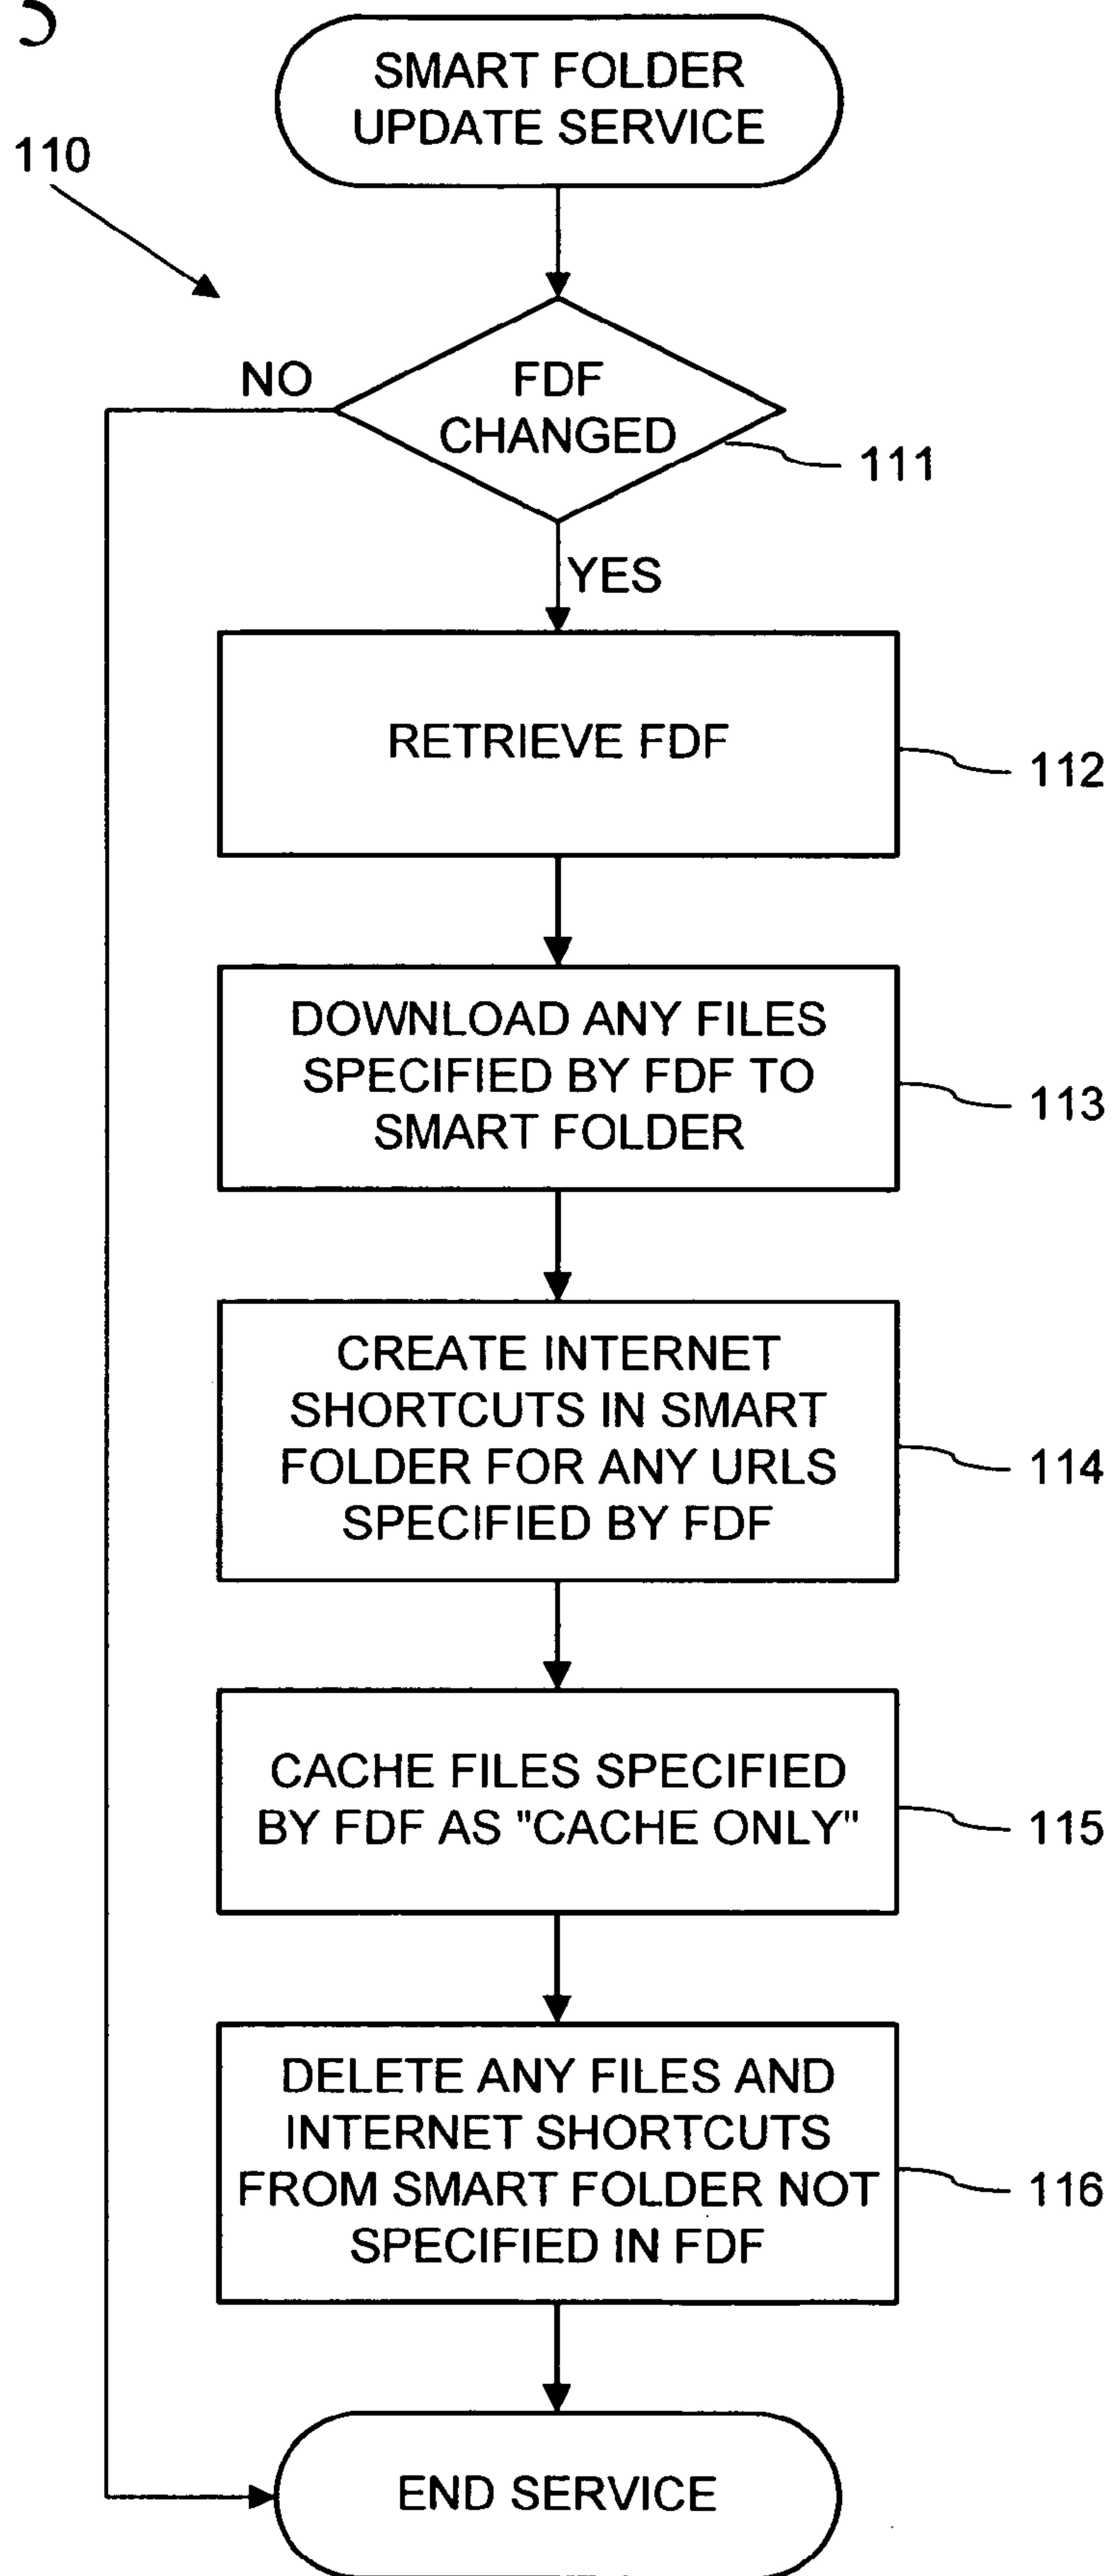 SMART FOLDER
UPDATE SERVICE
110
NO
FDF
CHANGED
111
YES
RETRIEVE FDF
112
DOWNLOAD ANY FILES
SPECIFIED BY FDF TO
SMART FOLDER
113
CREATE INTERNET
SHORTCUTS IN SMART
FOLDER FOR ANY URLS
SPECIFIED BY FDF
114
CACHE FILES SPECIFIED
BY FDF AS "CACHE ONLY"
115
DELETE ANY FILES AND
INTERNET SHORTCUTS
FROM SMART FOLDER NOT
SPECIFIED IN FDF
116
END SERVICE